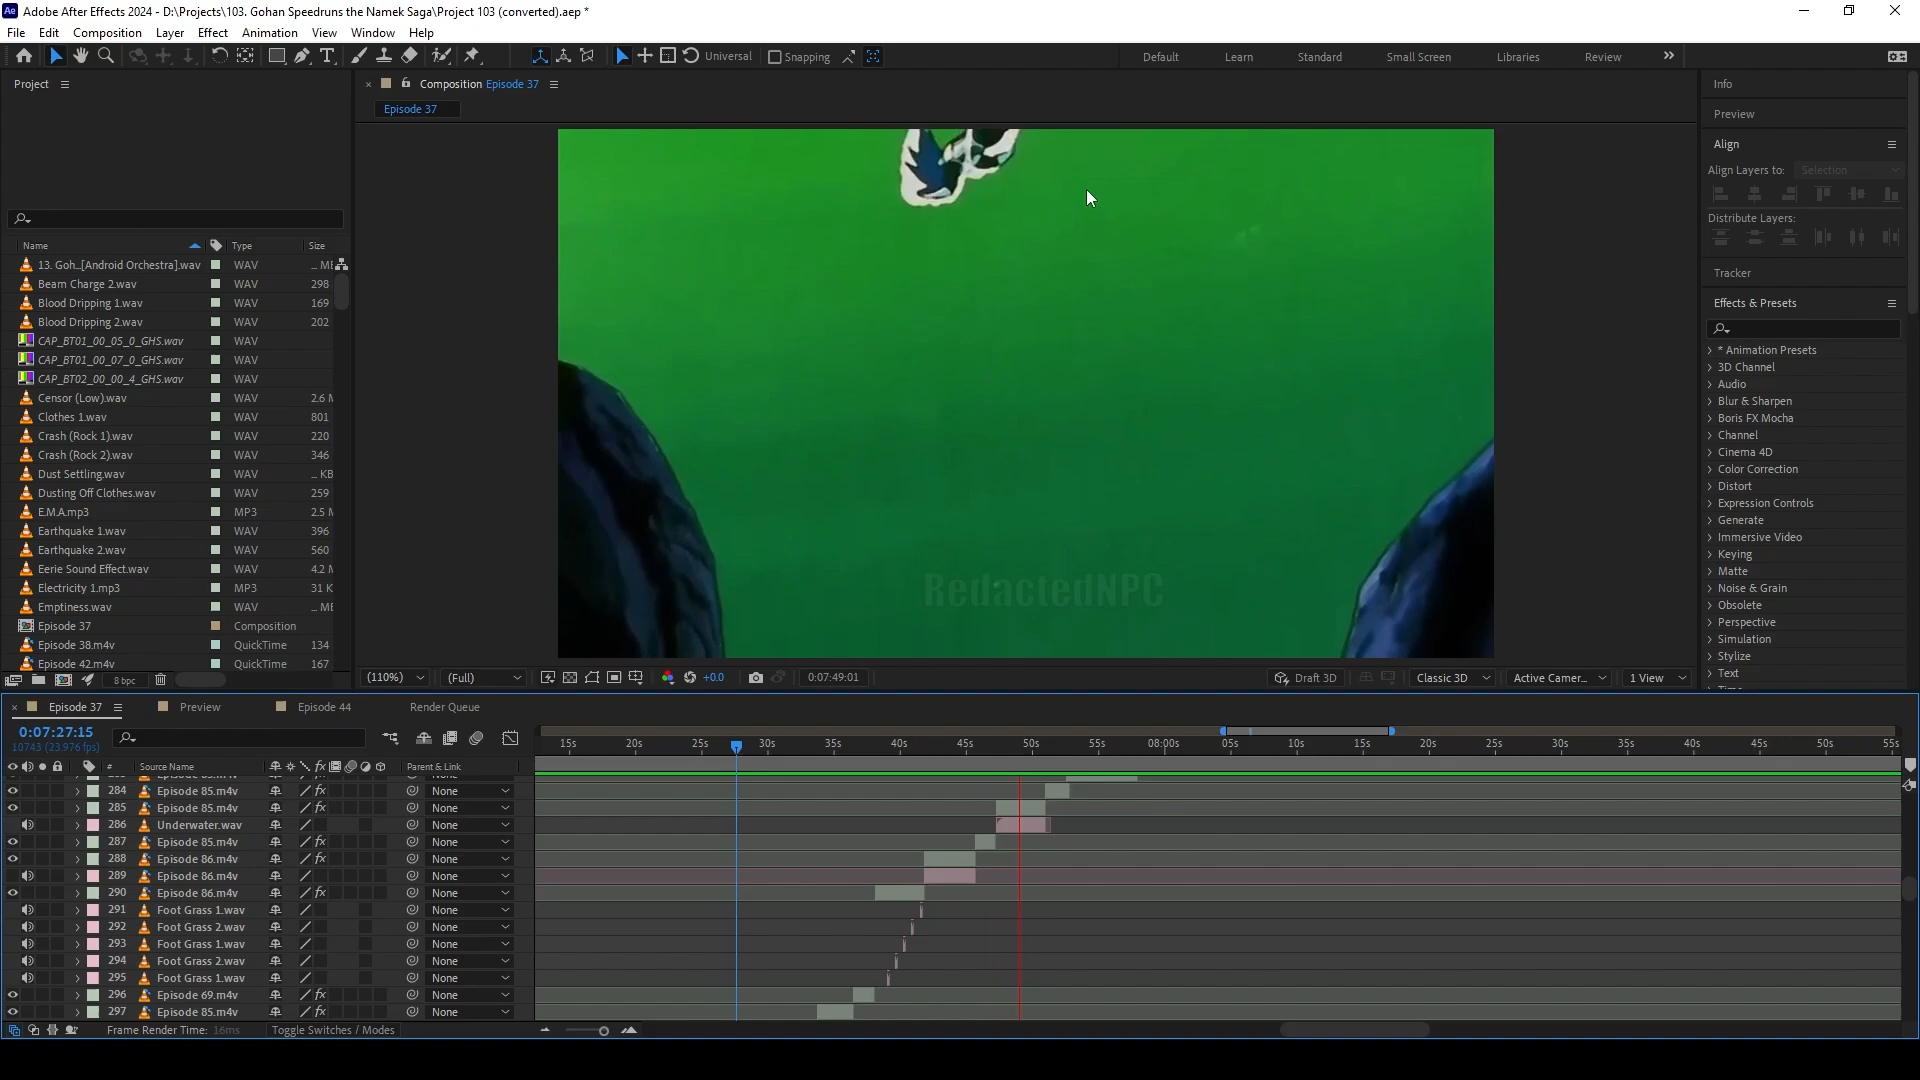 Adobe After Effects 2024 - D:\Projects\103. Gohan Speedruns the Namek Saga\Project 103 (converted).aep *
File Edit Composition Layer Effect Animation View Window Help
Universal Snapping Default Learn Standard Small Screen Libraries Review
Project
Name Type Size
13. Goh...[Android Orchestra].wav WAV ... ME
Beam Charge 2.wav WAV 298
Blood Dripping 1.wav WAV 169
Blood Dripping 2.wav WAV 202
CAP_BT01_00_05_0_GHS.wav WAV
CAP_BT01_00_07_0_GHS.wav WAV
CAP_BT02_00_00_4_GHS.wav WAV
Censor (Low).wav WAV 2.6 M
Clothes 1.wav WAV 801
Crash (Rock 1).wav WAV 220
Crash (Rock 2).wav WAV 346
Dust Settling.wav WAV ... KB
Dusting Off Clothes.wav WAV 259
E.M.A.mp3 MP3 2.5 M
Earthquake 1.wav WAV 396
Earthquake 2.wav WAV 560
Eerie Sound Effect.wav WAV 4.2 M
Electricity 1.mp3 MP3 31 K
Emptiness.wav WAV ... ME
Episode 37 Composition
Episode 38.m4v QuickTime 134
Episode 42.m4v QuickTime 167
8 bpc
Composition Episode 37
Episode 37
RedactedNPC
(110%) (Full) +0.0 0:07:49:01 Draft 3D Classic 3D Active Camer... 1 View
Info
Preview
Align
Align Layers to: Selection
Distribute Layers:
Tracker
Effects & Presets
* Animation Presets
3D Channel
Audio
Blur & Sharpen
Boris FX Mocha
Channel
Cinema 4D
Color Correction
Distort
Expression Controls
Generate
Immersive Video
Keying
Matte
Noise & Grain
Obsolete
Perspective
Simulation
Stylize
Text
Time
Episode 37 Preview Episode 44 Render Queue
0:07:27:15
10743 (23.976 fps)
15s 20s 25s 30s 35s 40s 45s 50s 55s 08:00s 05s 10s 15s 20s 25s 30s 35s 40s 45s 50s 55s
# Source Name fx Parent & Link
284 Episode 85.m4v fx None
285 Episode 85.m4v fx None
286 Underwater.wav None
287 Episode 85.m4v fx None
288 Episode 86.m4v fx None
289 Episode 86.m4v None
290 Episode 86.m4v fx None
291 Foot Grass 1.wav None
292 Foot Grass 2.wav None
293 Foot Grass 1.wav None
294 Foot Grass 2.wav None
295 Foot Grass 1.wav None
296 Episode 69.m4v fx None
297 Episode 85.m4v fx None
Frame Render Time: 16ms Toggle Switches / Modes